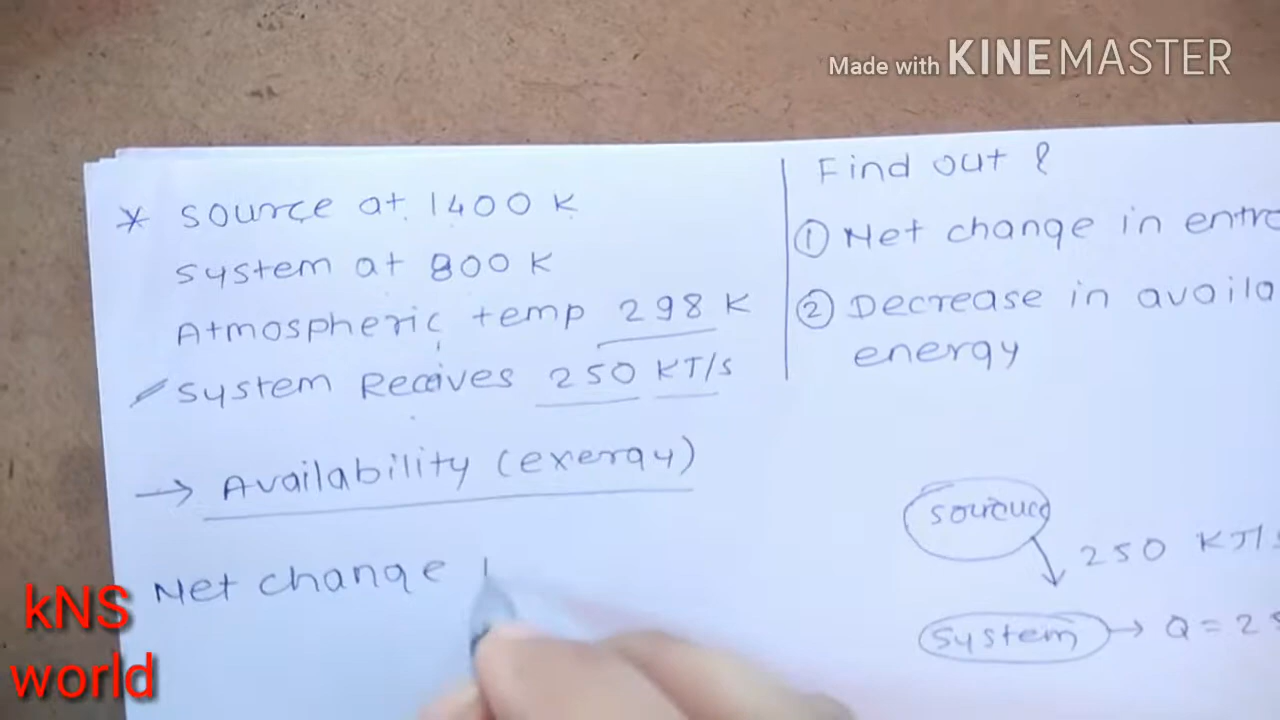 Made with KINEMASTER
* Source at 1400 K
System at 800 K
Atmospheric temp 298 K
System Receives 250 KJ/s
→ Availability (exergy)
Net change
Find out ?
① Net change in entro
② Decrease in availa
energy
source
250 KJ/s
System → Q = 25
kNS
world